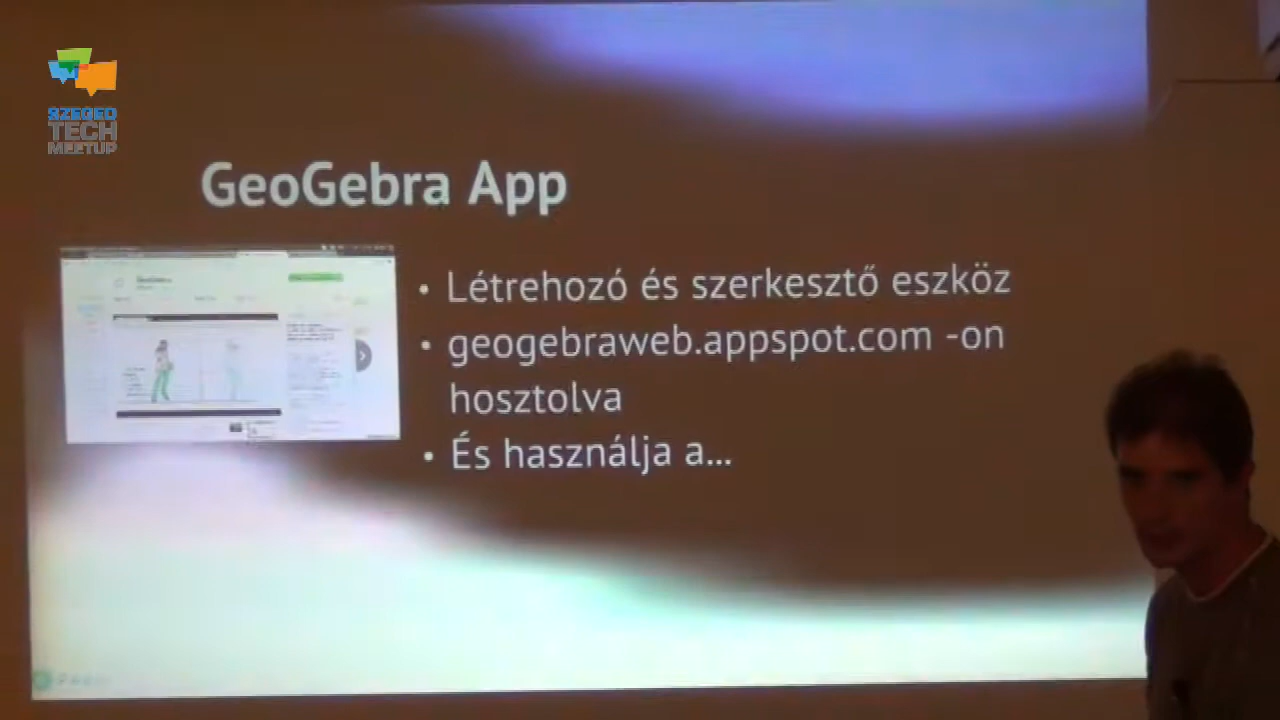 SZEGED
TECH
MEETUP
GeoGebra App
• Létrehozó és szerkesztő eszköz
• geogebraweb.appspot.com -on
hosztolva
• És használja a...